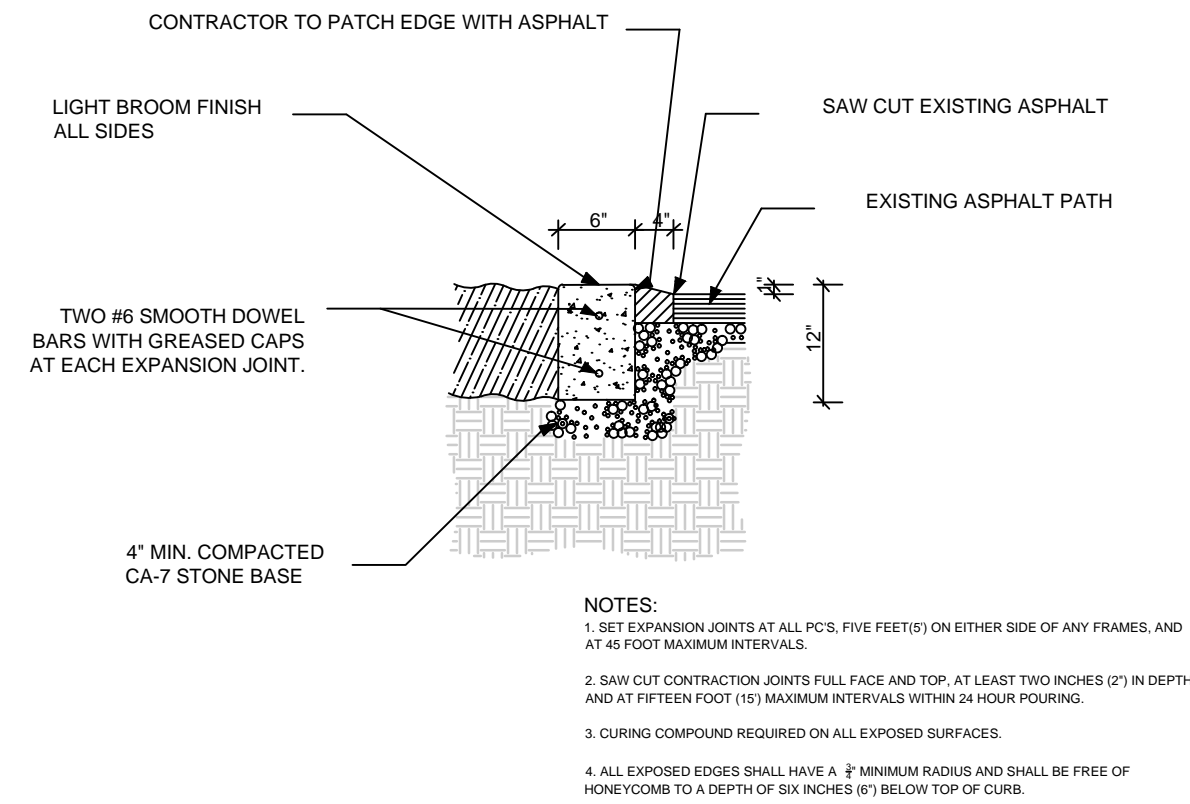 CONTRACTOR TO PATCH EDGE WITH ASPHALT
LIGHT BROOM FINISH
ALL SIDES
SAW CUT EXISTING ASPHALT
EXISTING ASPHALT PATH
6"
4"
1"
12"
TWO #6 SMOOTH DOWEL
BARS WITH GREASED CAPS
AT EACH EXPANSION JOINT.
4" MIN. COMPACTED
CA-7 STONE BASE
NOTES:
1. SET EXPANSION JOINTS AT ALL PC'S, FIVE FEET(5') ON EITHER SIDE OF ANY FRAMES, AND
AT 45 FOOT MAXIMUM INTERVALS.
2. SAW CUT CONTRACTION JOINTS FULL FACE AND TOP, AT LEAST TWO INCHES (2") IN DEPTH
AND AT FIFTEEN FOOT (15') MAXIMUM INTERVALS WITHIN 24 HOUR POURING.
3. CURING COMPOUND REQUIRED ON ALL EXPOSED SURFACES.
4. ALL EXPOSED EDGES SHALL HAVE A 3/4" MINIMUM RADIUS AND SHALL BE FREE OF
HONEYCOMB TO A DEPTH OF SIX INCHES (6") BELOW TOP OF CURB.